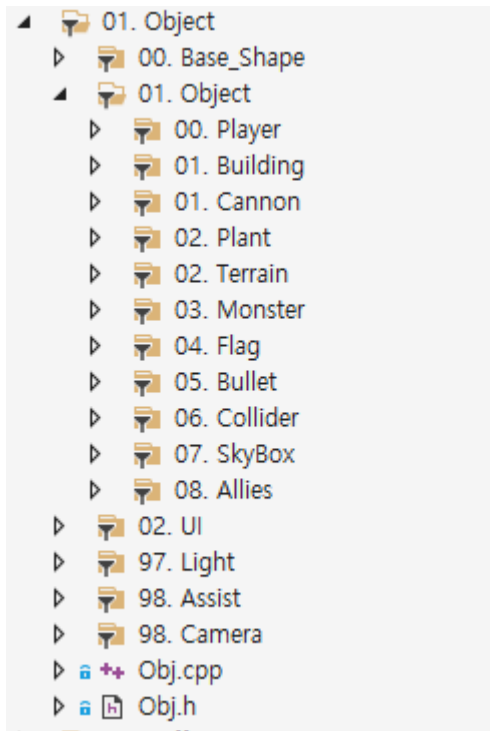 01. Object
00. Base_Shape
01. Object
00. Player
01. Building
01. Cannon
02. Plant
02. Terrain
03. Monster
04. Flag
05. Bullet
06. Collider
07. SkyBox
08. Allies
02. UI
97. Light
98. Assist
98. Camera
++ Obj.cpp
h Obj.h